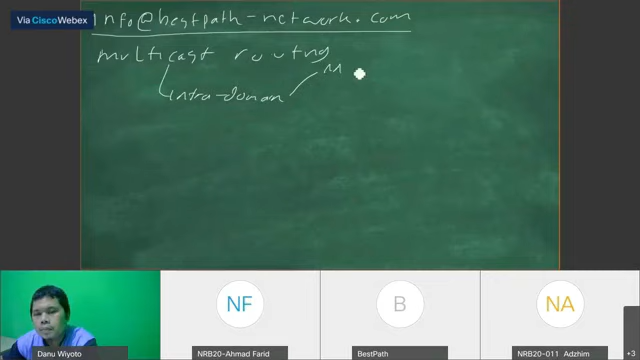 Via CiscoWebex
info@bestpath-network.com
multicast routing
intra-domain
NF
B
NA
Danu Wiyoto
NRB20-Ahmad Farid
BestPath
NRB20-011 Adzhim
+3